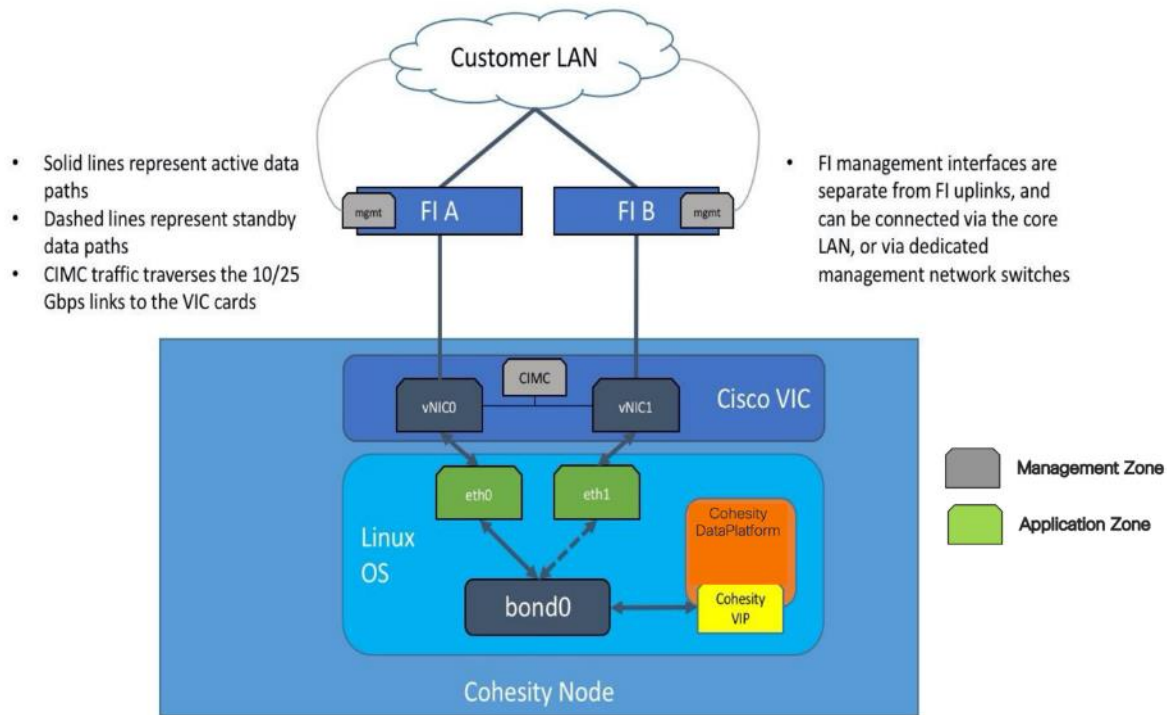 Customer LAN
• Solid lines represent active data
paths
• Dashed lines represent standby
data paths
• CIMC traffic traverses the 10/25
Gbps links to the VIC cards
• FI management interfaces are
separate from FI uplinks, and
can be connected via the core
LAN, or via dedicated
management network switches
mgmt
FI A
FI B
mgmt
CIMC
vNIC0
vNIC1
Cisco VIC
eth0
eth1
Linux
OS
Cohesity
DataPlatform
bond0
Cohesity
VIP
Cohesity Node
Management Zone
Application Zone